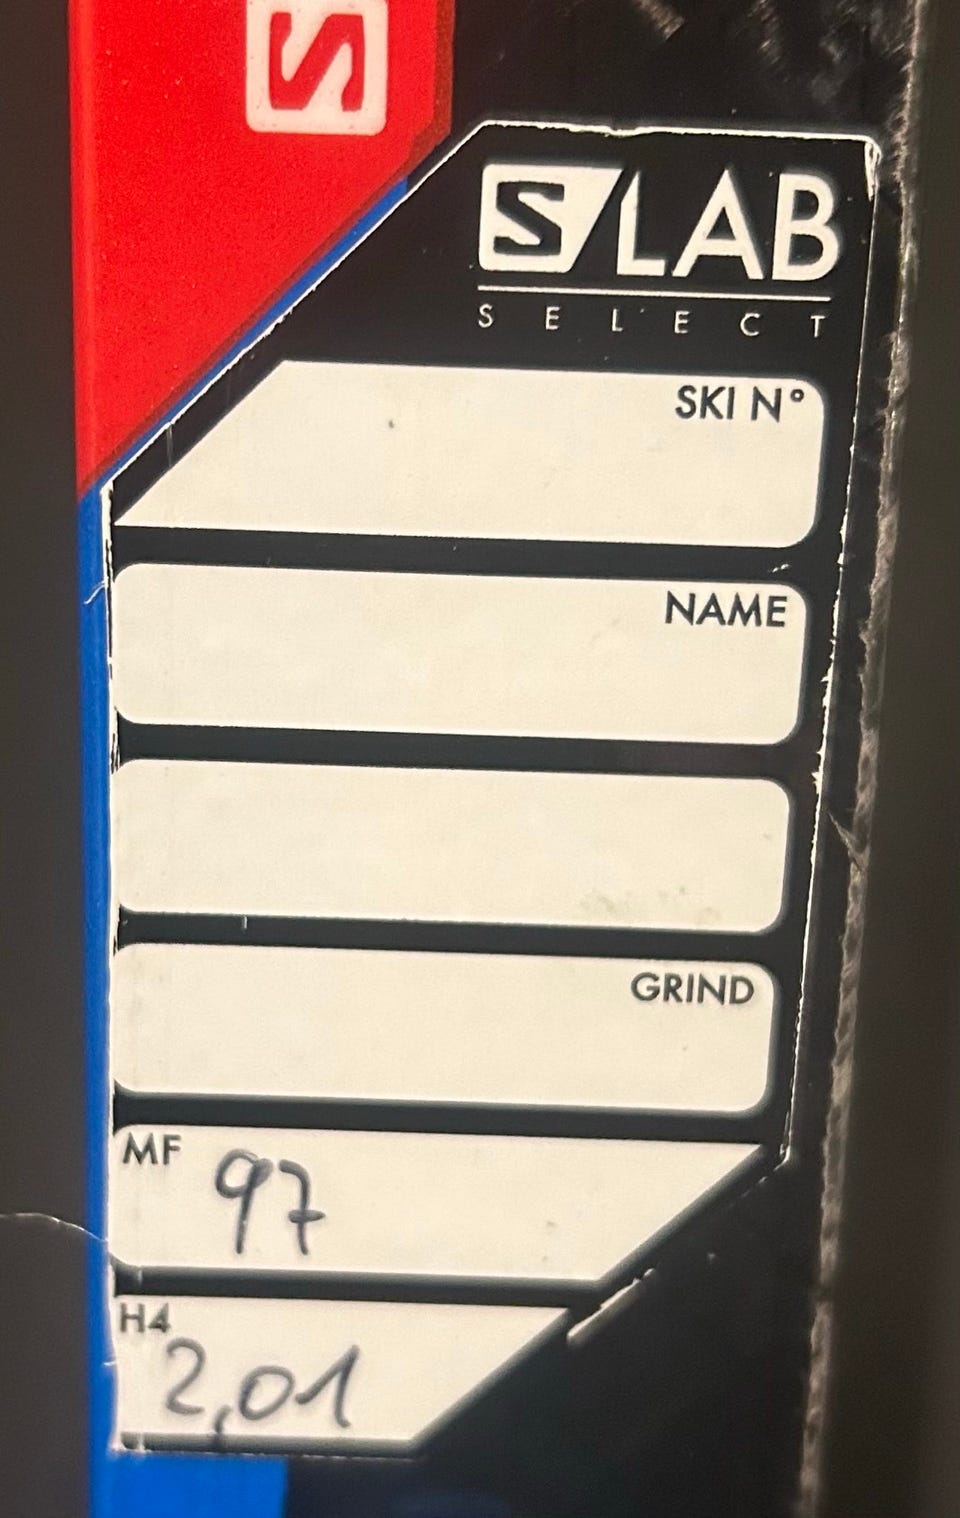 S
S/LAB
SELECT
SKI N°
NAME
GRIND
MF 97
H4 2,01